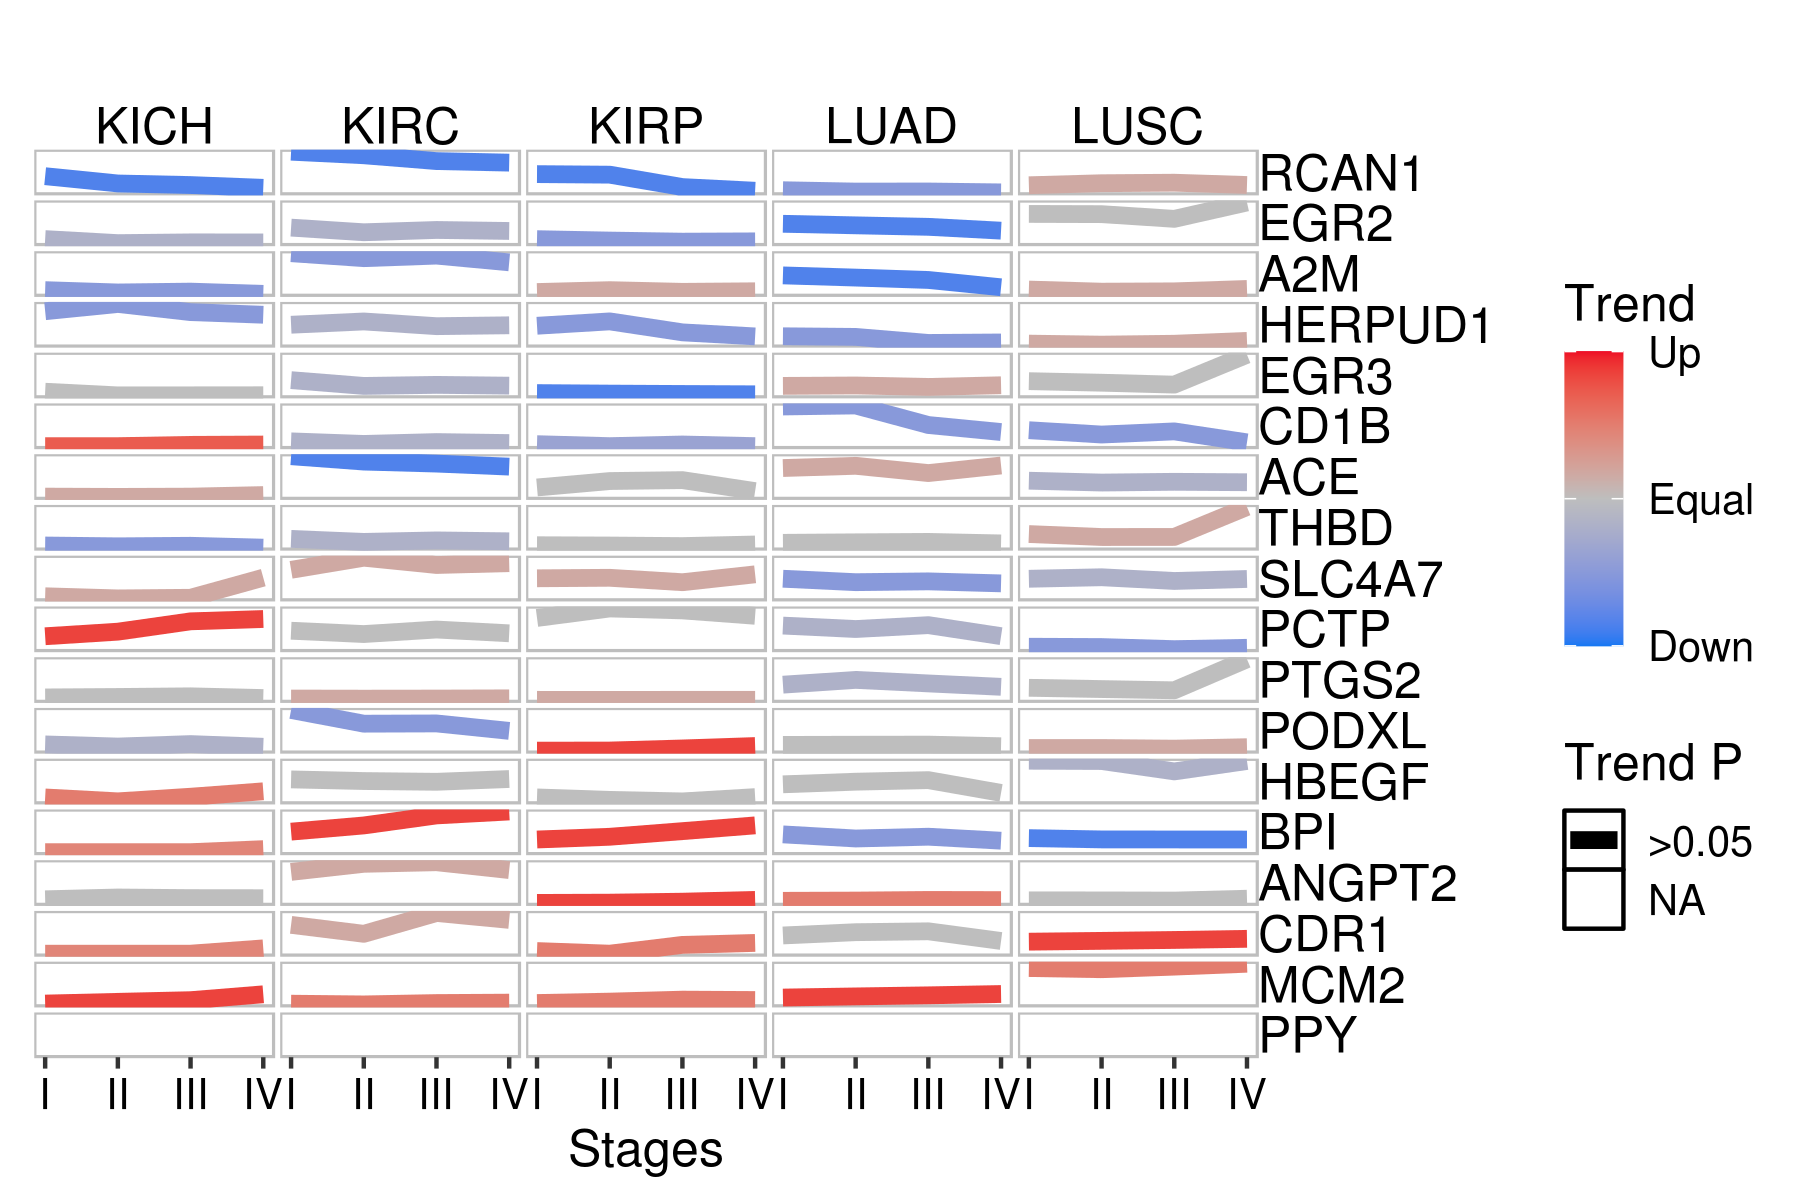 KICH KIRC KIRP LUAD LUSC
RCAN1
EGR2
A2M
HERPUD1
EGR3
CD1B
ACE
THBD
SLC4A7
PCTP
PTGS2
PODXL
HBEGF
BPI
ANGPT2
CDR1
MCM2
PPY
I II III IV I II III IV I II III IV I II III IV I II III IV
Stages
Trend
Up
Equal
Down
Trend P
>0.05
NA